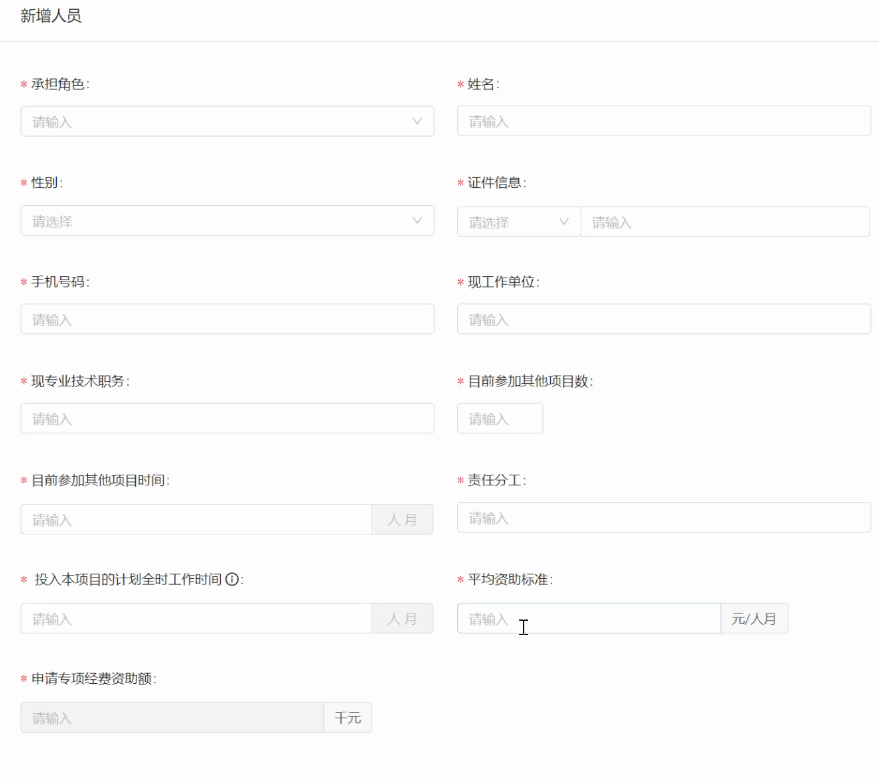 新增人员
* 承担角色:
* 姓名:
请输入
请输入
* 性别:
* 证件信息:
请选择
请选择
请输入
* 手机号码:
* 现工作单位:
请输入
请输入
* 现专业技术职务:
* 目前参加其他项目数:
请输入
请输入
* 目前参加其他项目时间:
* 责任分工:
请输入 人月
请输入
* 投入本项目的计划全时工作时间 ⓘ:
* 平均资助标准:
请输入 人月
请输入 元/人月
* 申请专项经费资助额:
请输入 千元